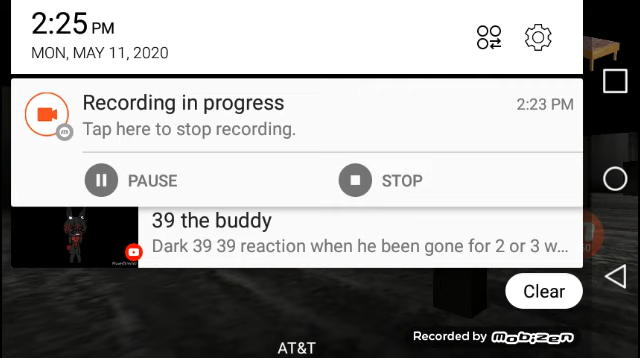 2:25 PM
MON, MAY 11, 2020
Recording in progress
2:23 PM
Tap here to stop recording.
PAUSE
STOP
39 the buddy
Dark 39 39 reaction when he been gone for 2 or 3 w...
Clear
Recorded by MOBIZEN
AT&T